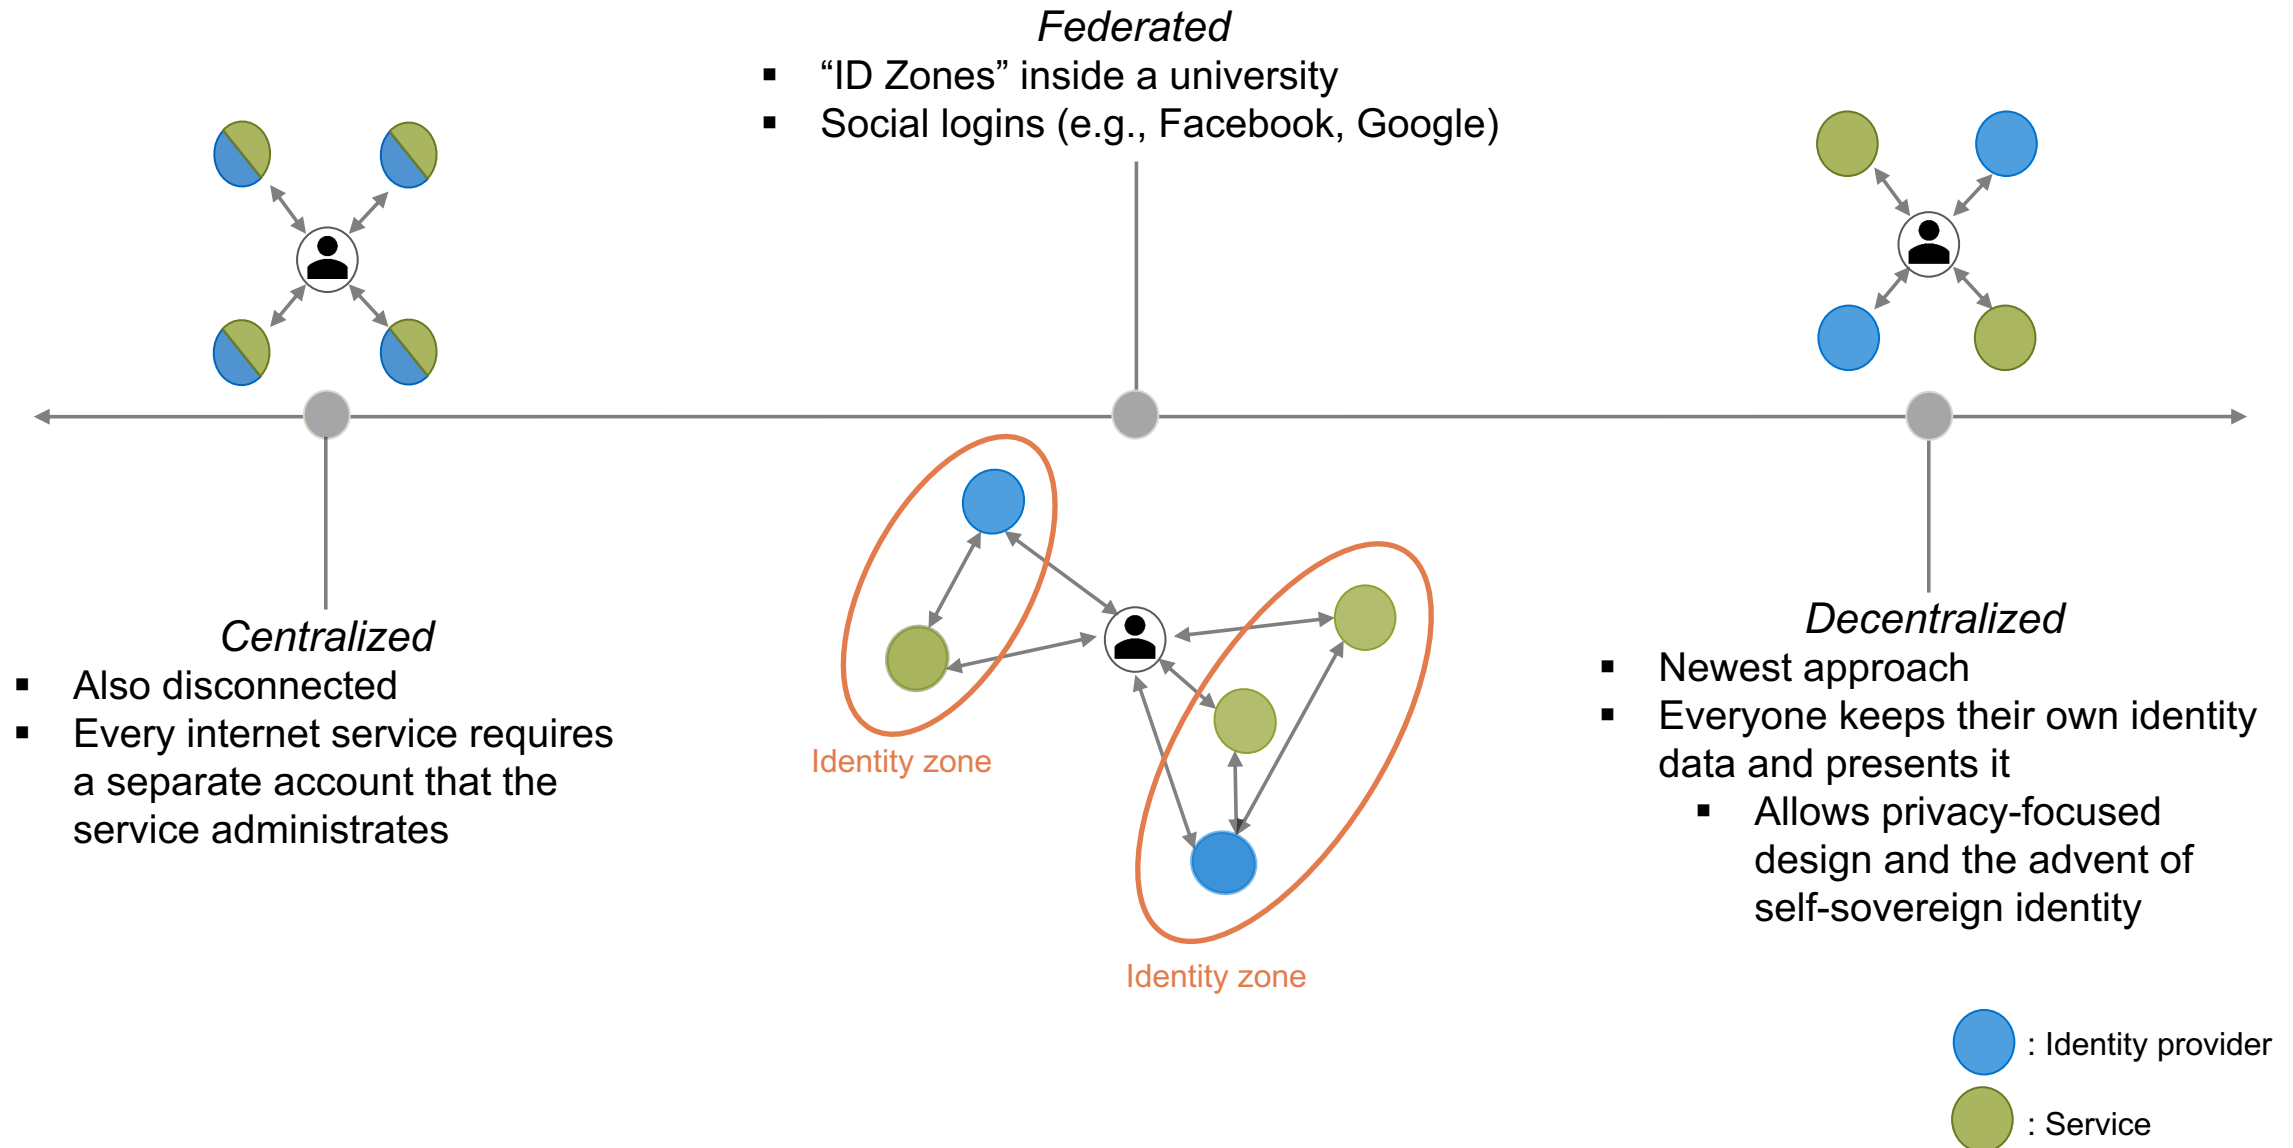 Federated
▪ “ID Zones” inside a university
▪ Social logins (e.g., Facebook, Google)
Centralized
▪ Also disconnected
▪ Every internet service requires
a separate account that the
service administrates
Identity zone
Identity zone
Decentralized
▪ Newest approach
▪ Everyone keeps their own identity
data and presents it
▪ Allows privacy-focused
design and the advent of
self-sovereign identity
: Identity provider
: Service